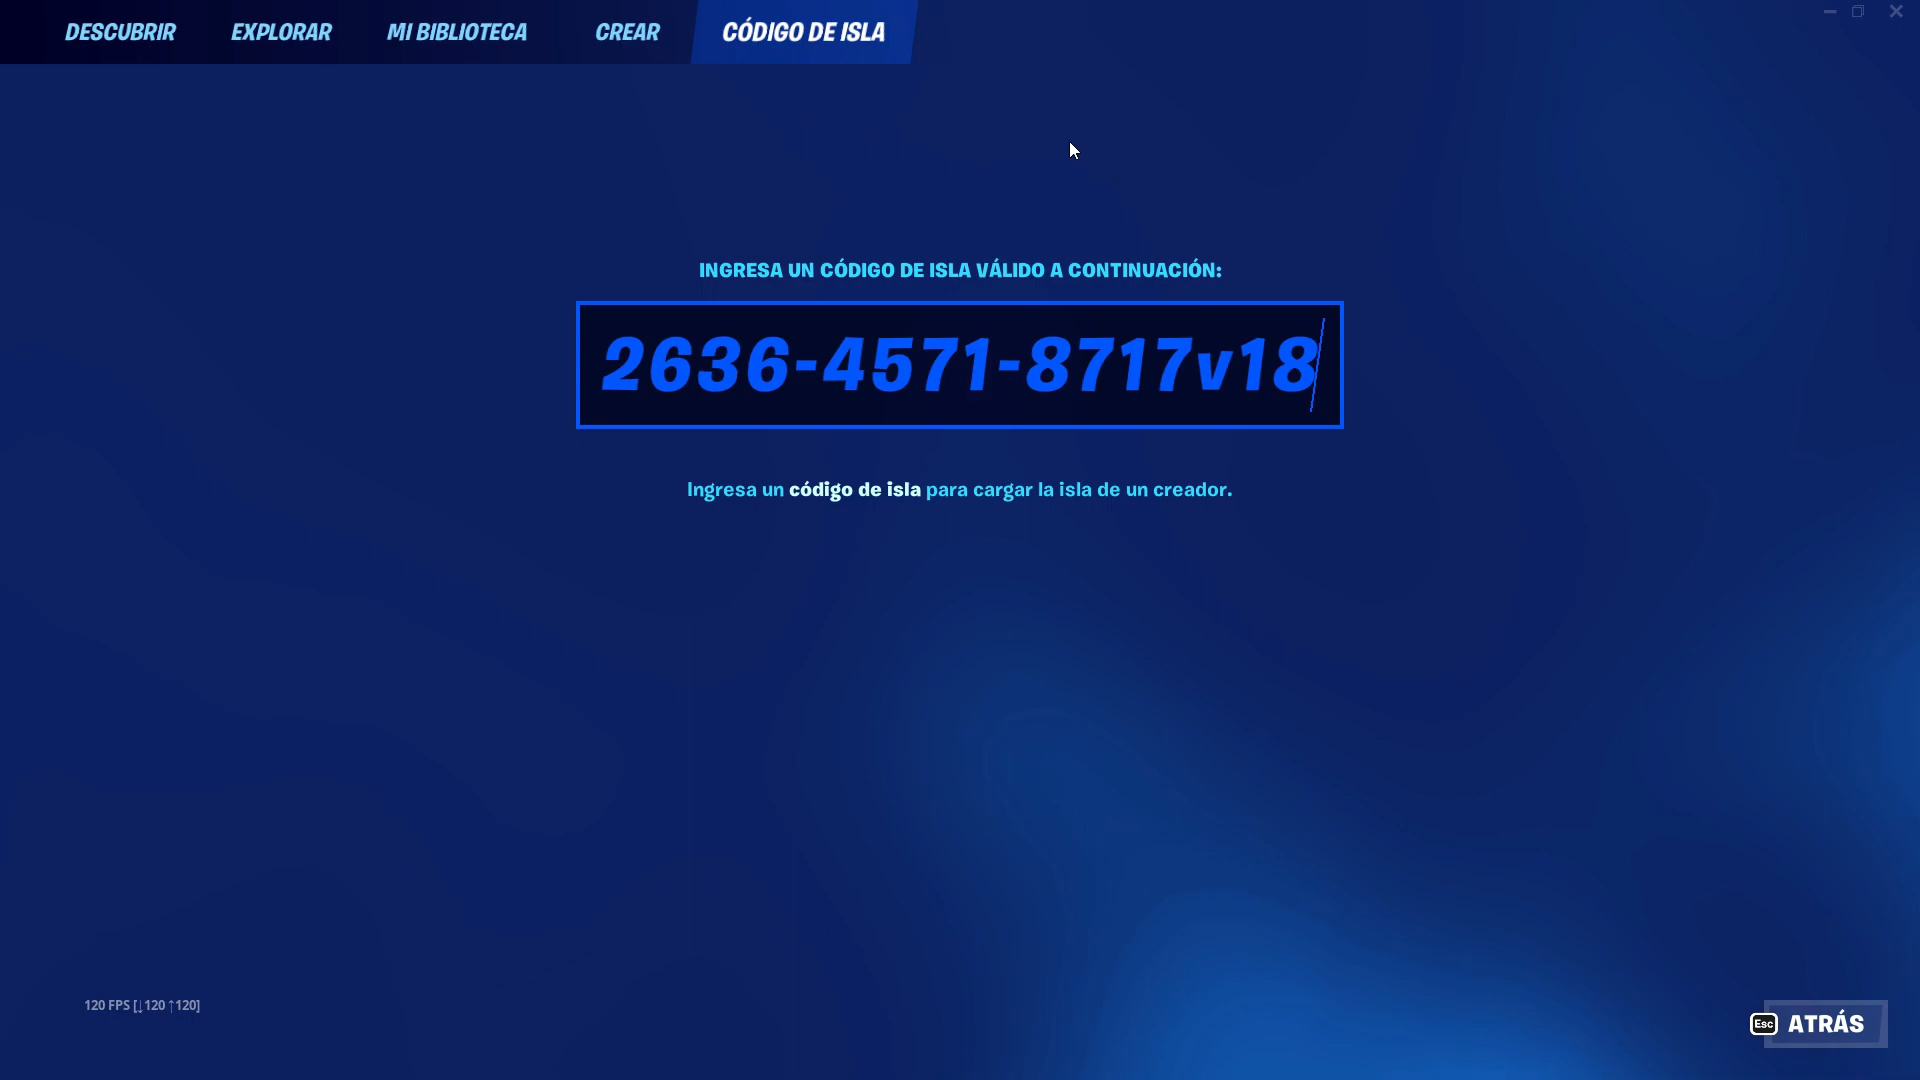 DESCUBRIR EXPLORAR MI BIBLIOTECA CREAR CÓDIGO DE ISLA
INGRESA UN CÓDIGO DE ISLA VÁLIDO A CONTINUACIÓN:
2636-4571-8717v18
Ingresa un código de isla para cargar la isla de un creador.
120 FPS [↓120 ↑120]
Esc ATRÁS